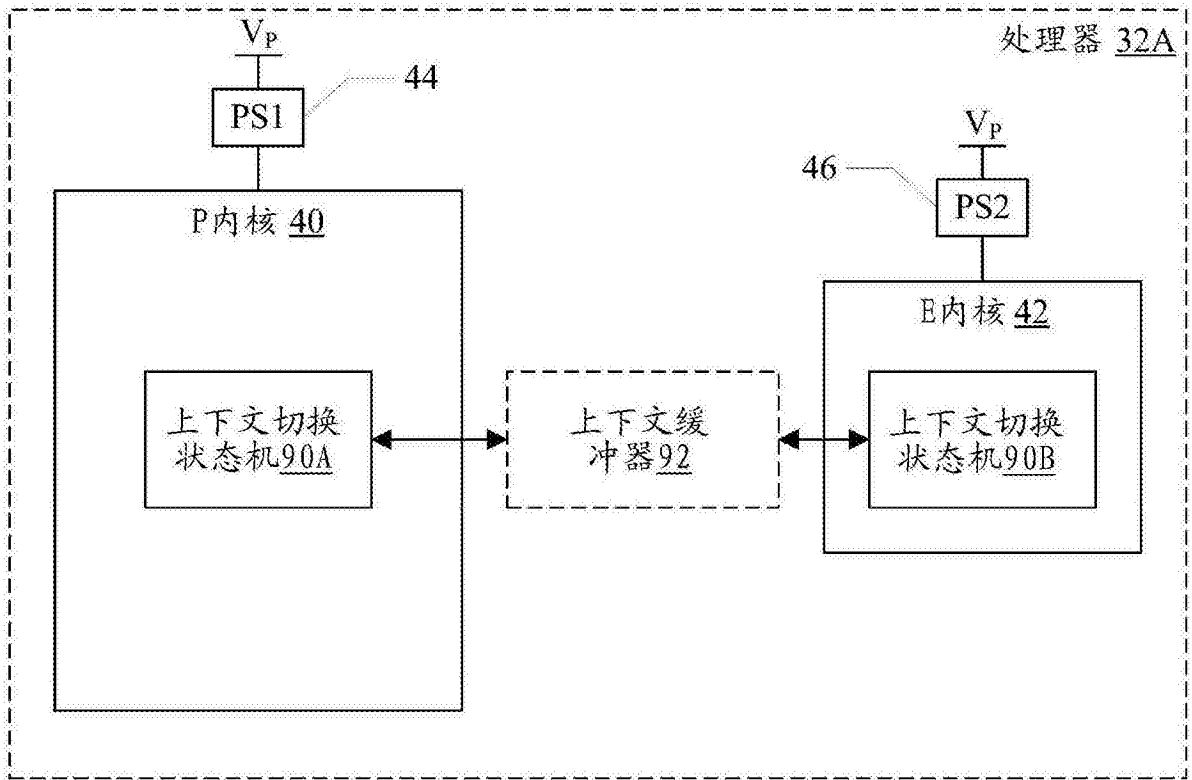 处理器 32A
VP
PS1
44
VP
PS2
46
P内核 40
E内核 42
上下文切换
状态机90A
上下文缓
冲器92
上下文切换
状态机90B